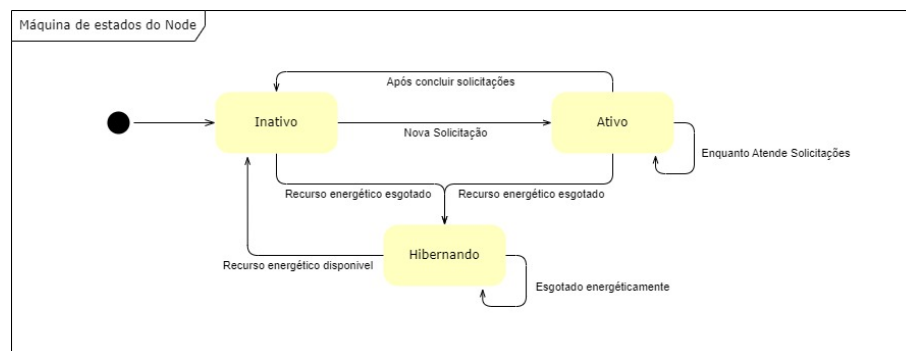 Máquina de estados do Node
Após concluir solicitações
Inativo
Ativo
Nova Solicitação
Enquanto Atende Solicitações
Recurso energético esgotado
Recurso energético esgotado
Hibernando
Recurso energético disponivel
Esgotado energéticamente